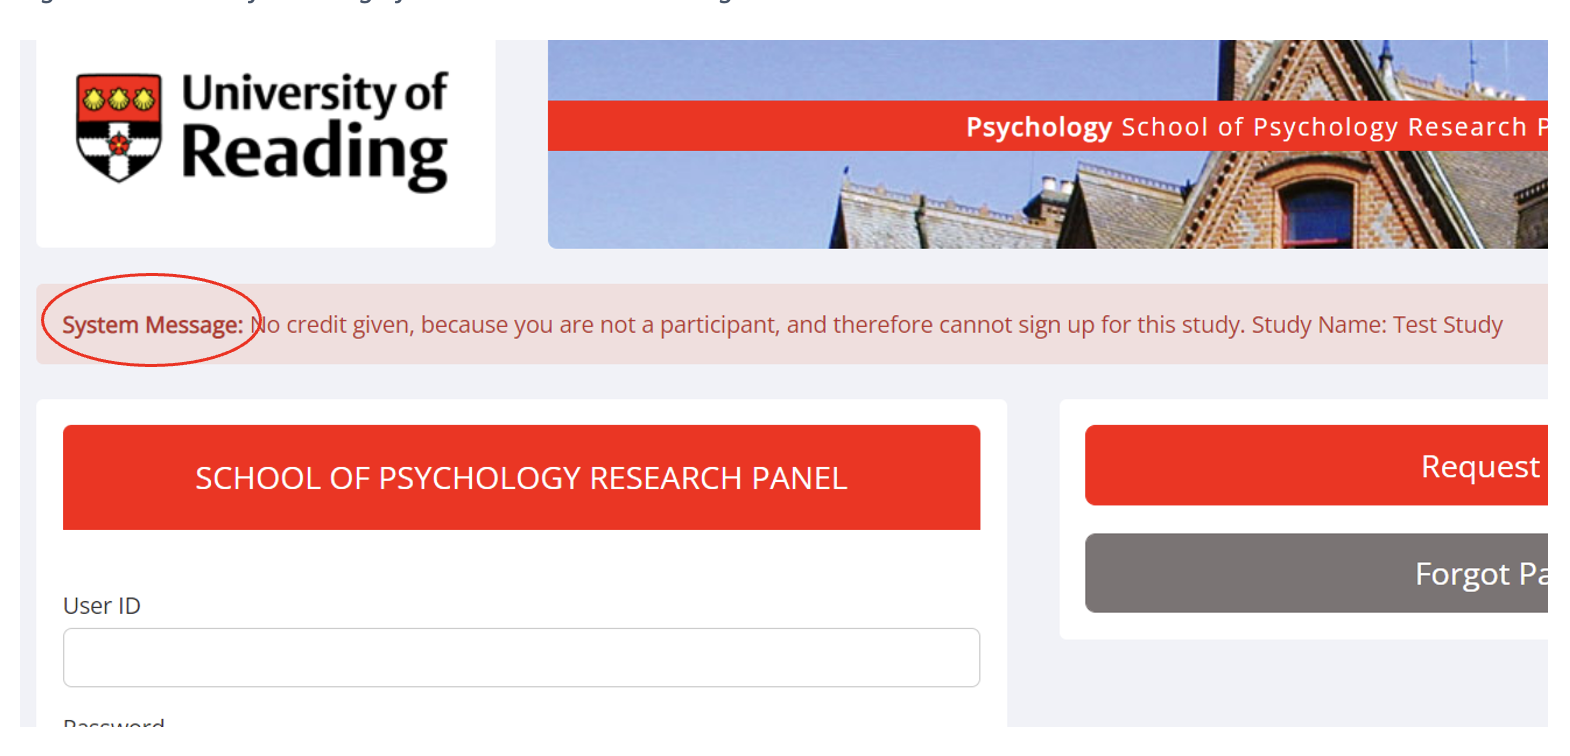 University of
Reading
Psychology School of Psychology Research P
System Message: No credit given, because you are not a participant, and therefore cannot sign up for this study. Study Name: Test Study
SCHOOL OF PSYCHOLOGY RESEARCH PANEL
Request
Forgot Pa
User ID
Password